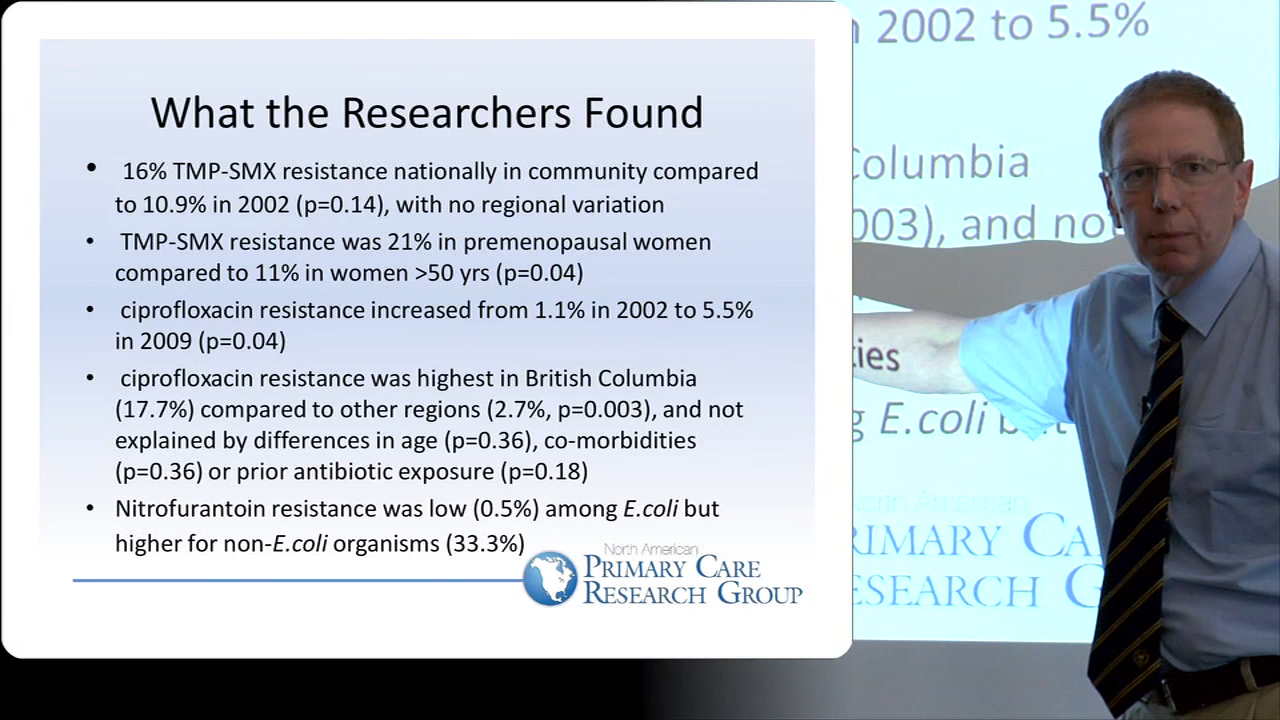 What the Researchers Found
• 16% TMP-SMX resistance nationally in community compared
to 10.9% in 2002 (p=0.14), with no regional variation
• TMP-SMX resistance was 21% in premenopausal women
compared to 11% in women >50 yrs (p=0.04)
• ciprofloxacin resistance increased from 1.1% in 2002 to 5.5%
in 2009 (p=0.04)
• ciprofloxacin resistance was highest in British Columbia
(17.7%) compared to other regions (2.7%, p=0.003), and not
explained by differences in age (p=0.36), co-morbidities
(p=0.36) or prior antibiotic exposure (p=0.18)
• Nitrofurantoin resistance was low (0.5%) among E.coli but
higher for non-E.coli organisms (33.3%)
North American
PRIMARY CARE
RESEARCH GROUP
2002 to 5.5%
Columbia
003), and not
ties
E.coli
North American
PRIMARY CA
ESEARCH G